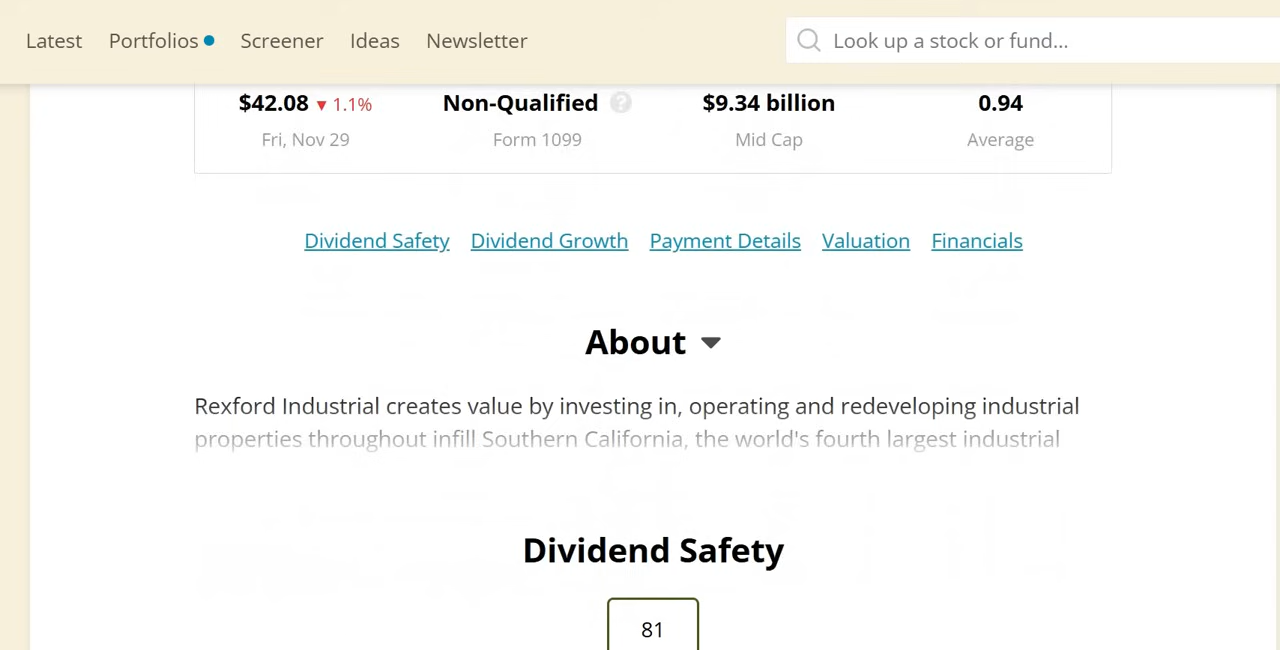 Latest Portfolios Screener Ideas Newsletter Look up a stock or fund...
$42.08 ▼ 1.1% Non-Qualified ? $9.34 billion 0.94
Fri, Nov 29 Form 1099 Mid Cap Average
Dividend Safety Dividend Growth Payment Details Valuation Financials
About
Rexford Industrial creates value by investing in, operating and redeveloping industrial
properties throughout infill Southern California, the world's fourth largest industrial
Dividend Safety
81